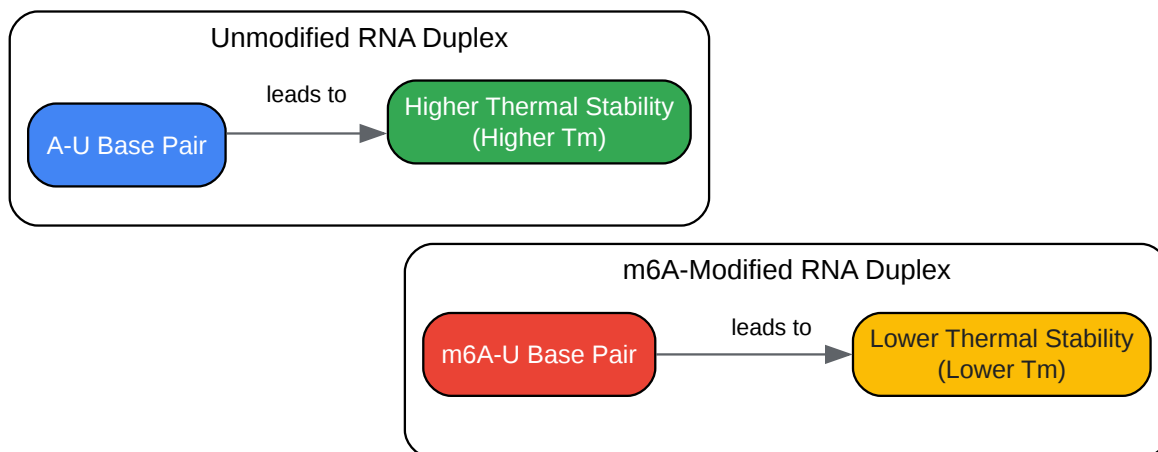 Unmodified RNA Duplex
leads to
A-U Base Pair
Higher Thermal Stability
(Higher Tm)
m6A-Modified RNA Duplex
leads to
m6A-U Base Pair
Lower Thermal Stability
(Lower Tm)